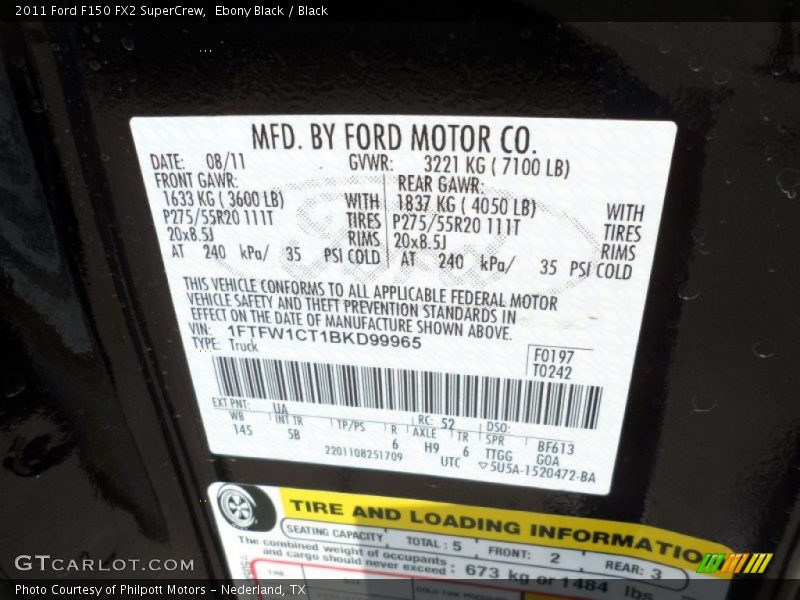 2011 Ford F150 FX2 SuperCrew,  Ebony Black / Black
MFD. BY FORD MOTOR CO.
DATE: 08/11 GVWR: 3221 KG ( 7100 LB)
FRONT GAWR: REAR GAWR:
1633 KG ( 3600 LB) WITH 1837 KG ( 4050 LB) WITH
P275/55R20 111T TIRES P275/55R20 111T TIRES
20x8.5J RIMS 20x8.5J RIMS
AT 240 kPa/ 35 PSI COLD AT 240 kPa/ 35 PSI COLD
THIS VEHICLE CONFORMS TO ALL APPLICABLE FEDERAL MOTOR
VEHICLE SAFETY AND THEFT PREVENTION STANDARDS IN
EFFECT ON THE DATE OF MANUFACTURE SHOWN ABOVE.
VIN: 1FTFW1CT1BKD99965
TYPE: Truck
F0197
T0242
EXT PNT: UA RC: 52 DSO:
WB INT TR TP/PS R AXLE TR SPR BF613
145 5B 6 H9 6 TTGG GOA
2201108251709 UTC ▽5U5A-1520472-BA
TIRE AND LOADING INFORMATION
SEATING CAPACITY TOTAL : 5 FRONT: 2 REAR: 3
The combined weight of occupants
and cargo should never exceed : 673 kg or 1484 lbs
GTCARLOT.COM
Photo Courtesy of Philpott Motors – Nederland, TX